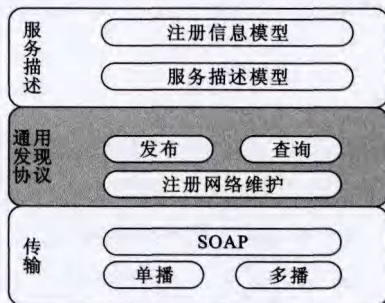 服务描述
注册信息模型
服务描述模型
通用发现协议
发布
查询
注册网络维护
传输
SOAP
单播
多播